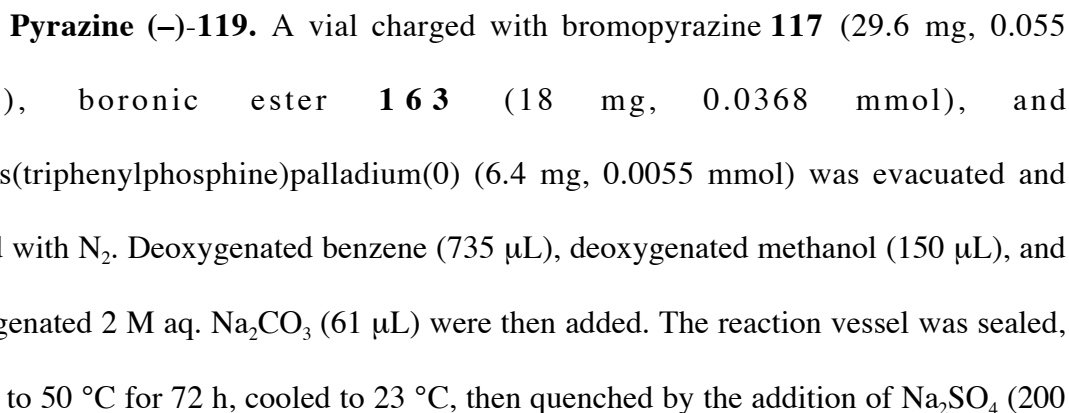 Pyrazine (–)-119. A vial charged with bromopyrazine 117 (29.6 mg, 0.055
), boronic ester 163 (18 mg, 0.0368 mmol), and
s(triphenylphosphine)palladium(0) (6.4 mg, 0.0055 mmol) was evacuated and
with N₂. Deoxygenated benzene (735 μL), deoxygenated methanol (150 μL), and
genated 2 M aq. Na₂CO₃ (61 μL) were then added. The reaction vessel was sealed,
to 50 °C for 72 h, cooled to 23 °C, then quenched by the addition of Na₂SO₄ (200